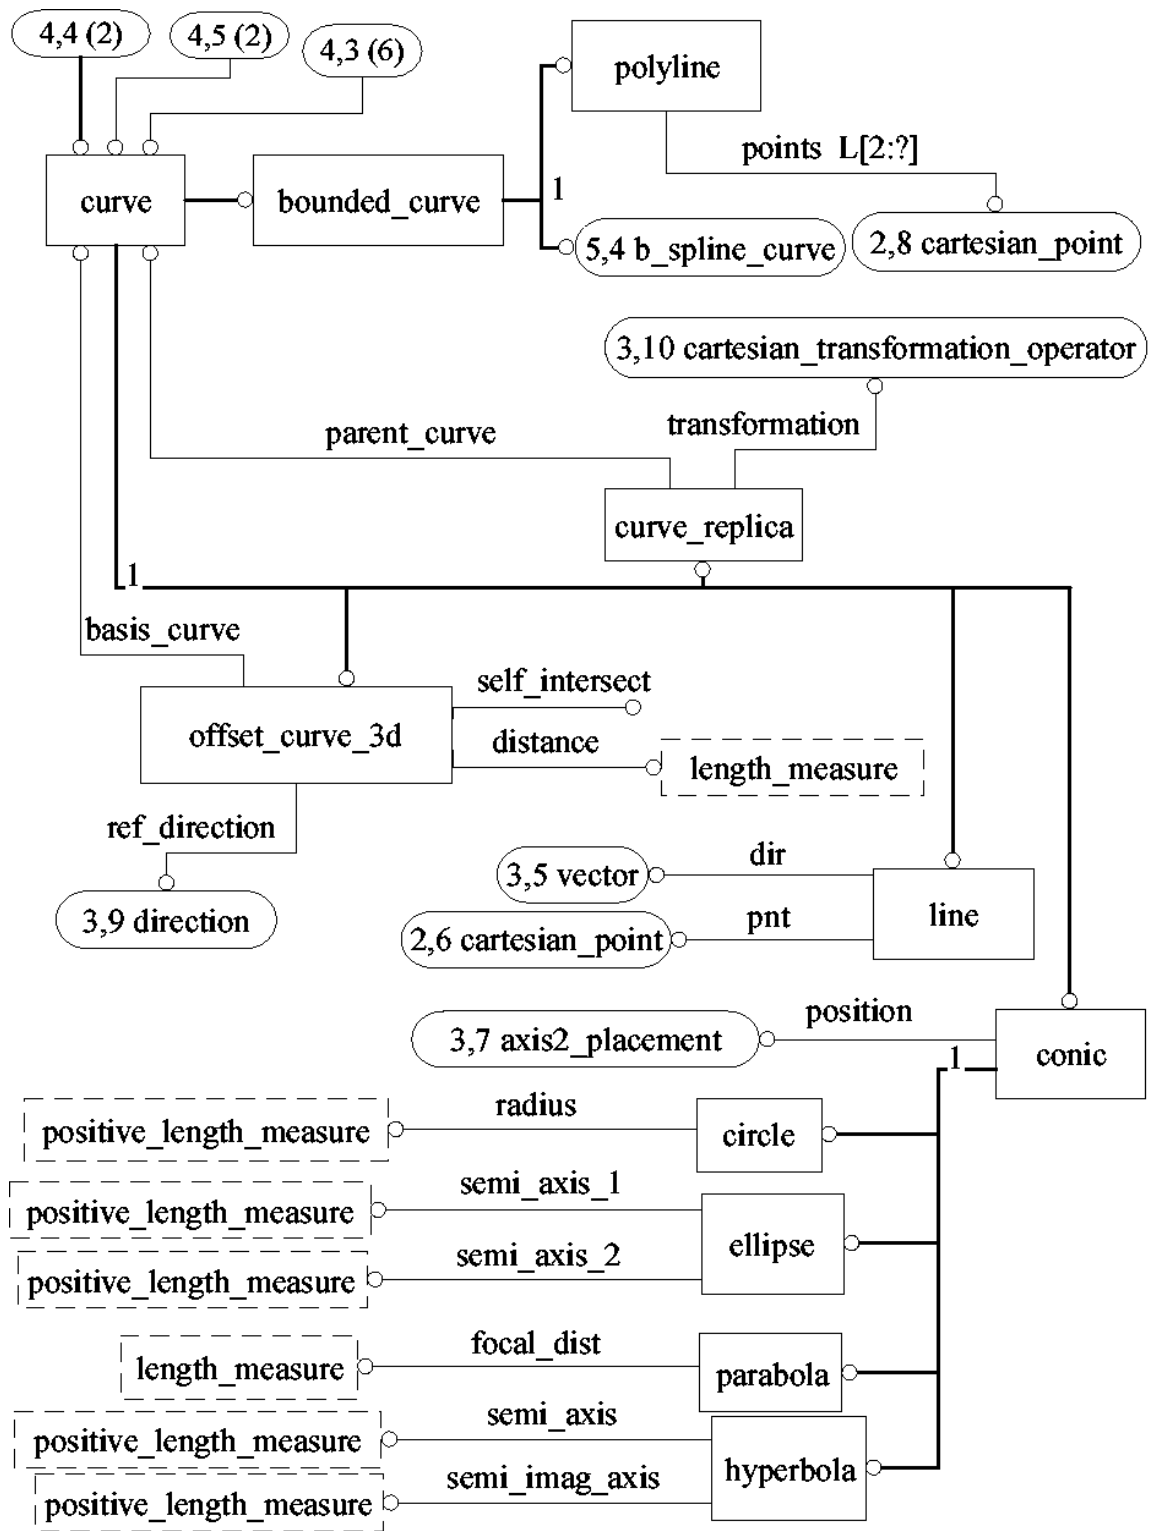 4,4 (2)
4,5 (2)
4,3 (6)
polyline
points L[2:?]
curve
bounded_curve
1
5,4 b_spline_curve
2,8 cartesian_point
3,10 cartesian_transformation_operator
transformation
parent_curve
curve_replica
1
basis_curve
self_intersect
offset_curve_3d
distance
length_measure
ref_direction
dir
3,5 vector
3,9 direction
line
pnt
2,6 cartesian_point
position
3,7 axis2_placement
1
conic
radius
positive_length_measure
circle
semi_axis_1
positive_length_measure
ellipse
semi_axis_2
positive_length_measure
focal_dist
length_measure
parabola
semi_axis
positive_length_measure
hyperbola
semi_imag_axis
positive_length_measure